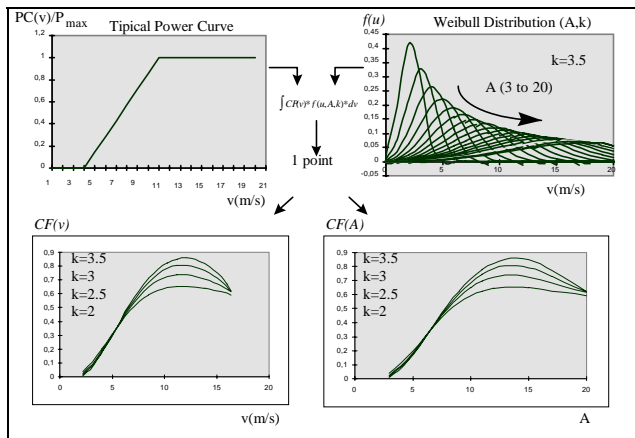 PC(v)/Pmax
Tipical Power Curve
1,2
1
0,8
0,6
0,4
0,2
0
1 3 5 7 9 11 13 15 17 19 21
v(m/s)
f(u)
Weibull Distribution (A,k)
0,45
0,4
0,35
0,3
0,25
0,2
0,15
0,1
0,05
0
-0,05
k=3.5
A (3 to 20)
0 5 10 15 20
v(m/s)
∫CP(v)*f(u,A,k)*dv
1 point
CF(v)
0,9
0,8
0,7
0,6
0,5
0,4
0,3
0,2
0,1
0
k=3.5
k=3
k=2.5
k=2
0 5 10 15 20
v(m/s)
CF(A)
0,9
0,8
0,7
0,6
0,5
0,4
0,3
0,2
0,1
0
k=3.5
k=3
k=2.5
k=2
0 5 10 15 20
A